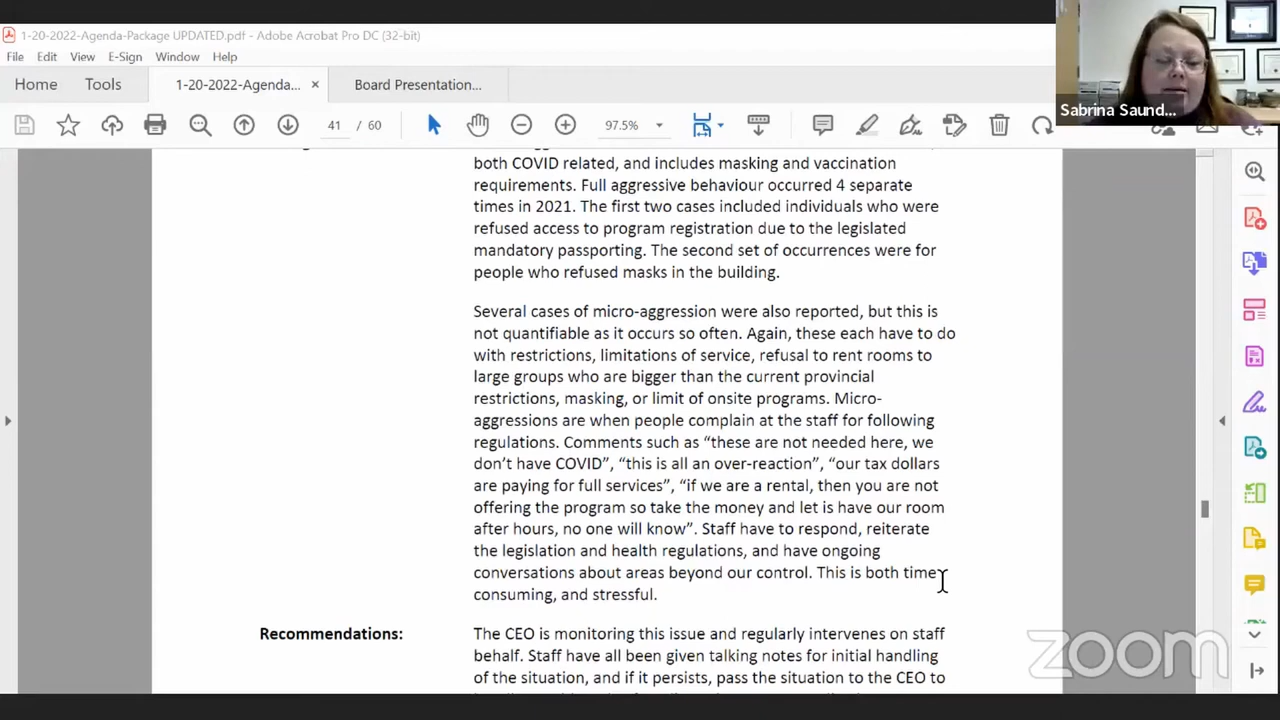 1-20-2022-Agenda-Package UPDATED.pdf - Adobe Acrobat Pro DC (32-bit)
File Edit View E-Sign Window Help
Home Tools 1-20-2022-Agenda... × Board Presentation...
41 / 60 97.5%
Sabrina Saund...
both COVID related, and includes masking and vaccination
requirements. Full aggressive behaviour occurred 4 separate
times in 2021. The first two cases included individuals who were
refused access to program registration due to the legislated
mandatory passporting. The second set of occurrences were for
people who refused masks in the building.
Several cases of micro-aggression were also reported, but this is
not quantifiable as it occurs so often. Again, these each have to do
with restrictions, limitations of service, refusal to rent rooms to
large groups who are bigger than the current provincial
restrictions, masking, or limit of onsite programs. Micro-
aggressions are when people complain at the staff for following
regulations. Comments such as “these are not needed here, we
don’t have COVID”, “this is all an over-reaction”, “our tax dollars
are paying for full services”, “if we are a rental, then you are not
offering the program so take the money and let is have our room
after hours, no one will know”. Staff have to respond, reiterate
the legislation and health regulations, and have ongoing
conversations about areas beyond our control. This is both time
consuming, and stressful.
Recommendations: The CEO is monitoring this issue and regularly intervenes on staff
behalf. Staff have all been given talking notes for initial handling
of the situation, and if it persists, pass the situation to the CEO to
zoom